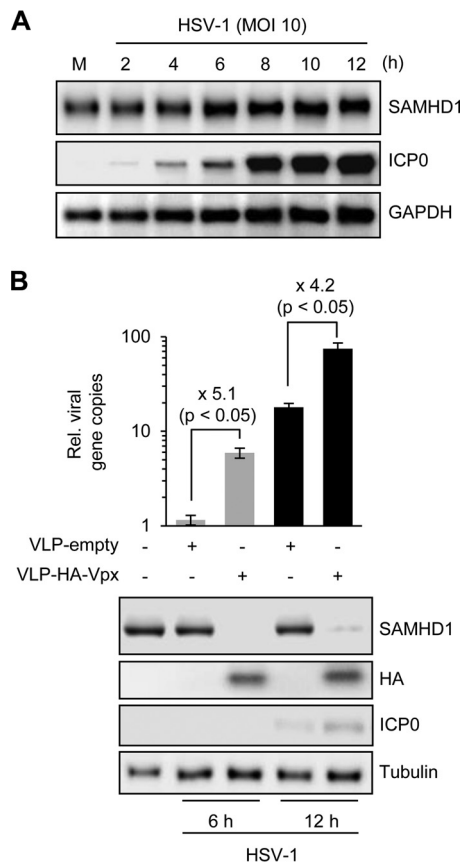 A
HSV-1 (MOI 10)
M 2 4 6 8 10 12 (h)
SAMHD1
ICP0
GAPDH
B
x 4.2
(p < 0.05)
100
x 5.1
(p < 0.05)
Rel. viral
gene copies
10
1
VLP-empty - + - + -
VLP-HA-Vpx - - + - +
SAMHD1
HA
ICP0
Tubulin
6 h 12 h
HSV-1